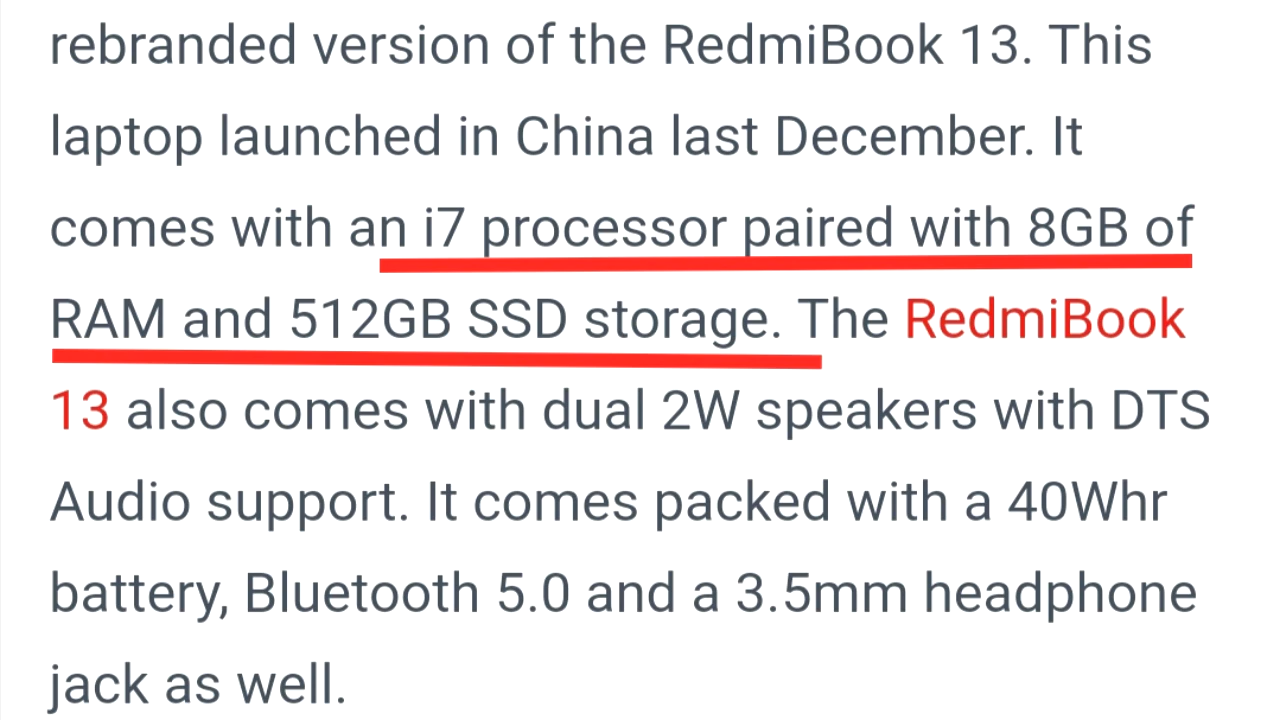 rebranded version of the RedmiBook 13. This
laptop launched in China last December. It
comes with an i7 processor paired with 8GB of
RAM and 512GB SSD storage. The RedmiBook
13 also comes with dual 2W speakers with DTS
Audio support. It comes packed with a 40Whr
battery, Bluetooth 5.0 and a 3.5mm headphone
jack as well.